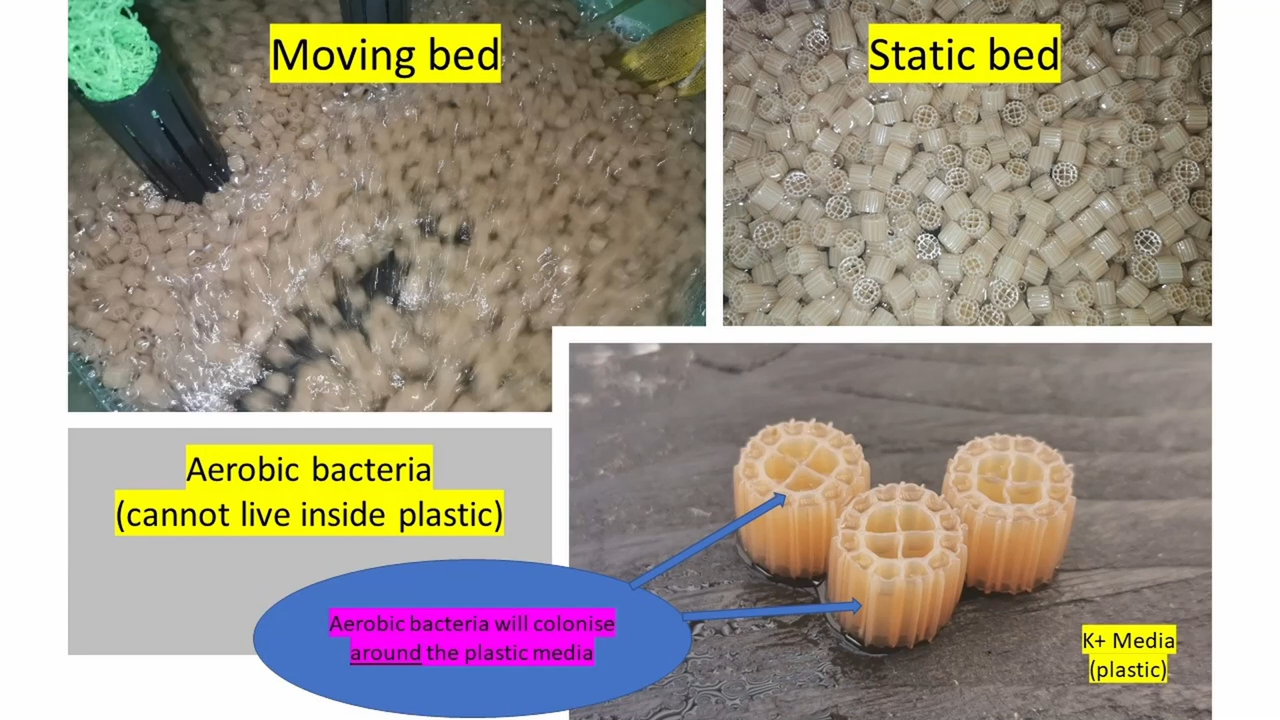 Moving bed
Static bed
Aerobic bacteria
(cannot live inside plastic)
Aerobic bacteria will colonise
around the plastic media
K+ Media
(plastic)